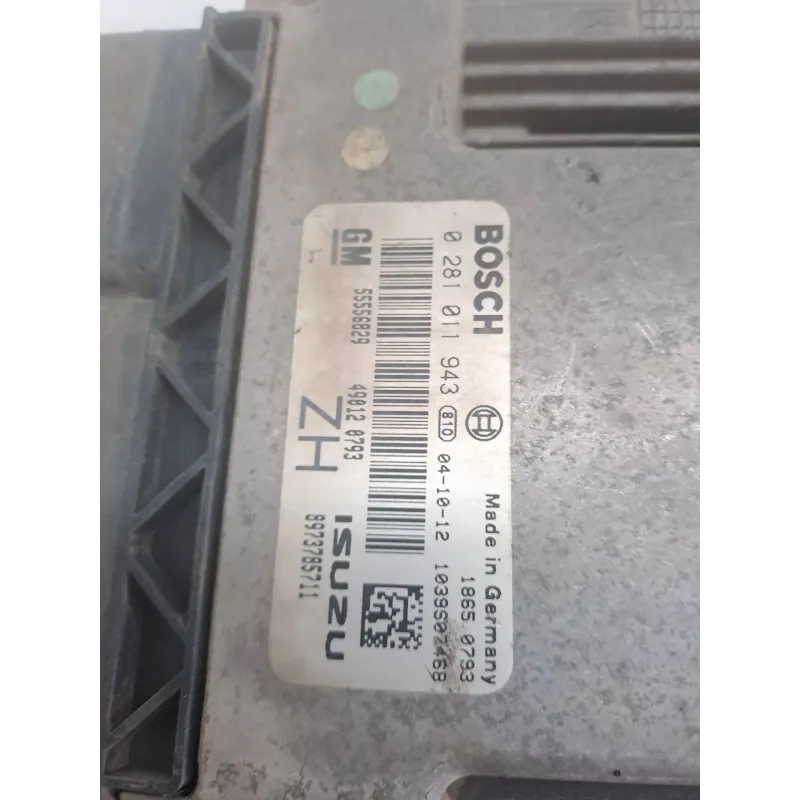 BOSCH
0 281 011 943 810 04-10-12 1039S02468
Made in Germany
1865 0793
GM
55556829
49012 0793
ZH
ISUZU
8973785711